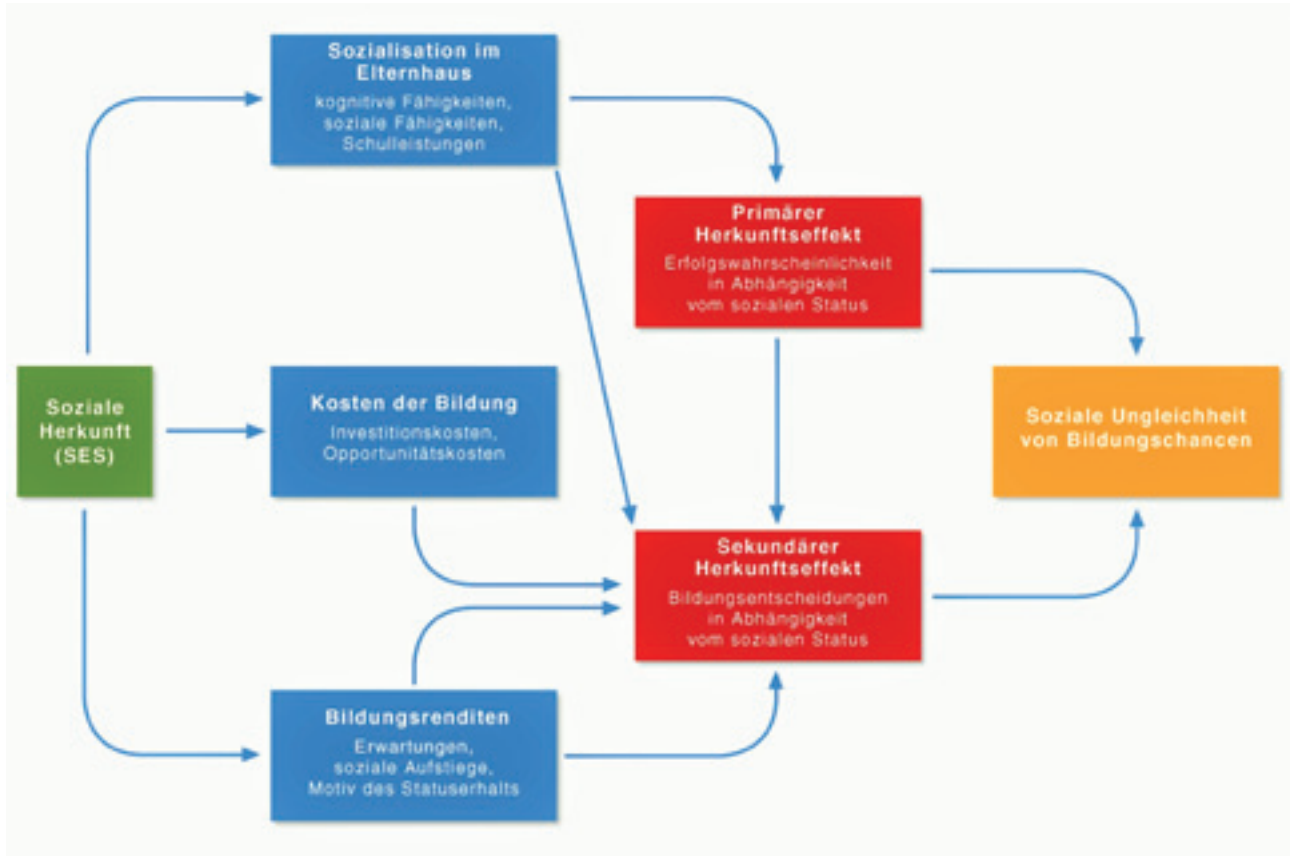 Sozialisation im
Elternhaus
kognitive Fähigkeiten,
soziale Fähigkeiten,
Schulleistungen
Primärer
Herkunftseffekt
Erfolgswahrscheinlichkeit
in Abhängigkeit
vom sozialen Status
Soziale
Herkunft
(SES)
Kosten der Bildung
Investitionskosten,
Opportunitätskosten
Soziale Ungleichheit
von Bildungschancen
Sekundärer
Herkunftseffekt
Bildungsentscheidungen
in Abhängigkeit
vom sozialen Status
Bildungsrenditen
Erwartungen,
soziale Aufstiege,
Motiv des Statuserhalts